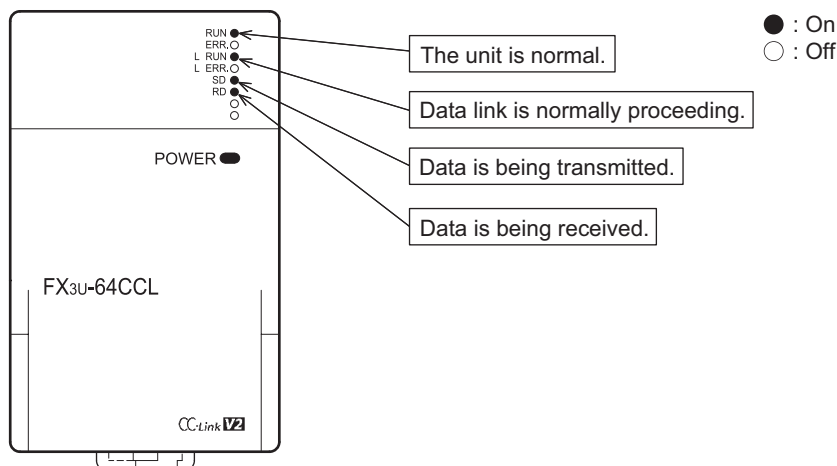 RUN
ERR.
L RUN
L ERR.
SD
RD
POWER
FX3U-64CCL
CC-Link V2
The unit is normal.
Data link is normally proceeding.
Data is being transmitted.
Data is being received.
: On
: Off